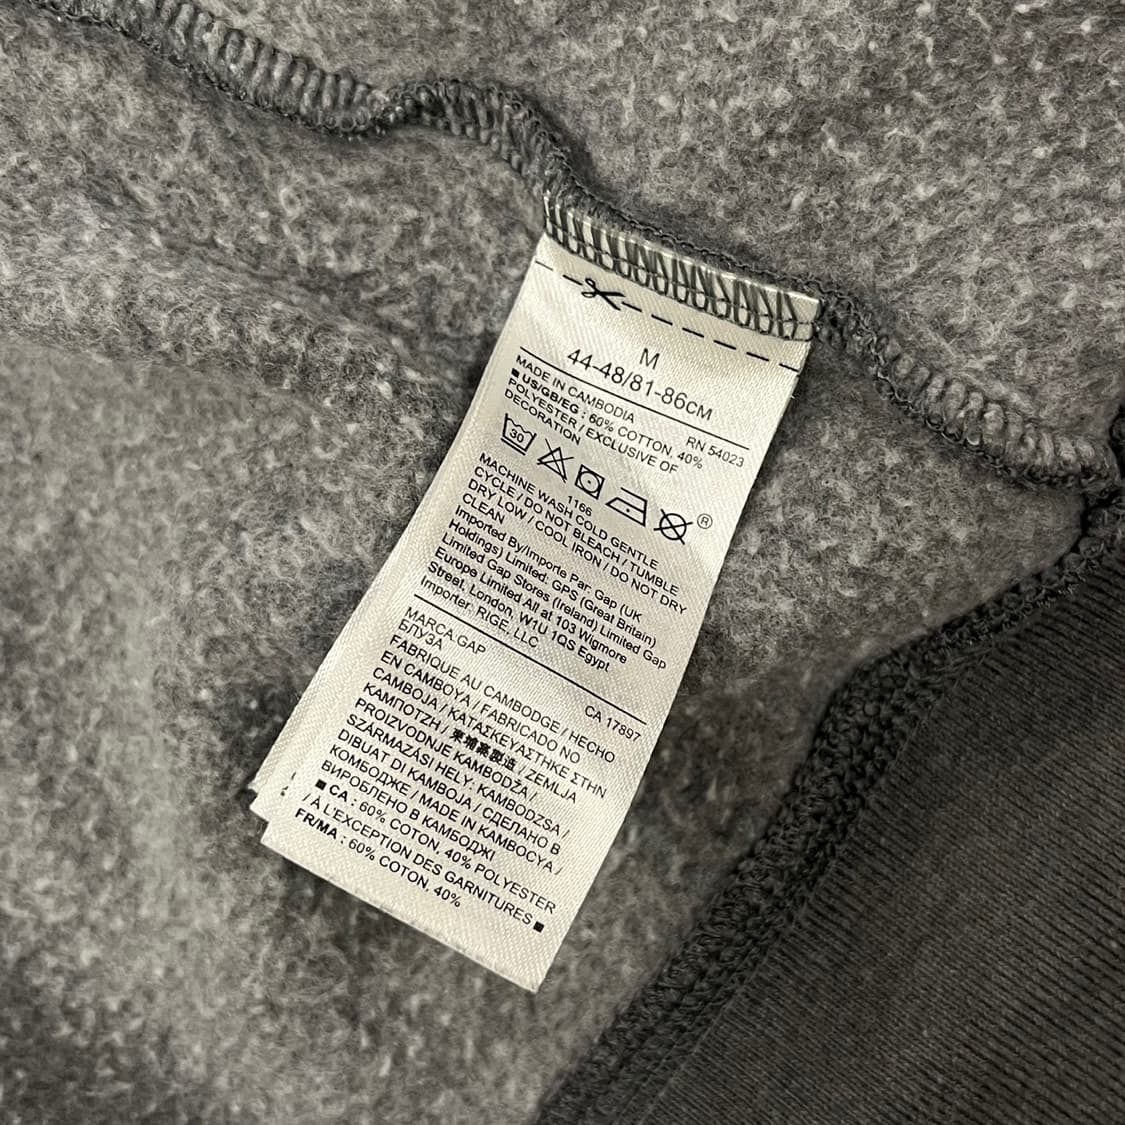 M
44-48/81-86CM
MADE IN CAMBODIA RN 54023
■ US/GB/EG : 60% COTTON, 40%
POLYESTER / EXCLUSIVE OF
DECORATION
30 ®
1166
MACHINE WASH COLD GENTLE
CYCLE / DO NOT BLEACH / TUMBLE
DRY LOW / COOL IRON / DO NOT DRY
CLEAN
Imported By/Importe Par: Gap (UK
Holdings) Limited. GPS (Great Britain)
Limited Gap Stores (Ireland) Limited Gap
Europe Limited All at 103 Wigmore
Street, London, W1U 1QS Egypt
Importer: RIGE, LLC
MARCA.GAP CA 17897
БЛУЗА
FABRIQUE AU CAMBODGE / HECHO
EN CAMBOYA / FABRICADO NO
CAMBOJA / ΚΑΤΑΣΚΕΥΑΣΤΗΚΕ ΣΤΗΝ
ΚΑΜΠΟΤΖΗ / 柬埔寨製造 / ZEMLJA
PROIZVODNJE KAMBODŽA /
SZÁRMAZÁSI HELY: KAMBODZSA /
DIBUAT DI KAMBOJA / СДЕЛАНО В
КОМБОДЖЕ / MADE IN KAMBOCYA /
ВИРОБЛЕНО В КАМБОДЖІ
■ CA : 60% COTON, 40% POLYESTER
/ À L'EXCEPTION DES GARNITURES ■
FR/MA : 60% COTON, 40%